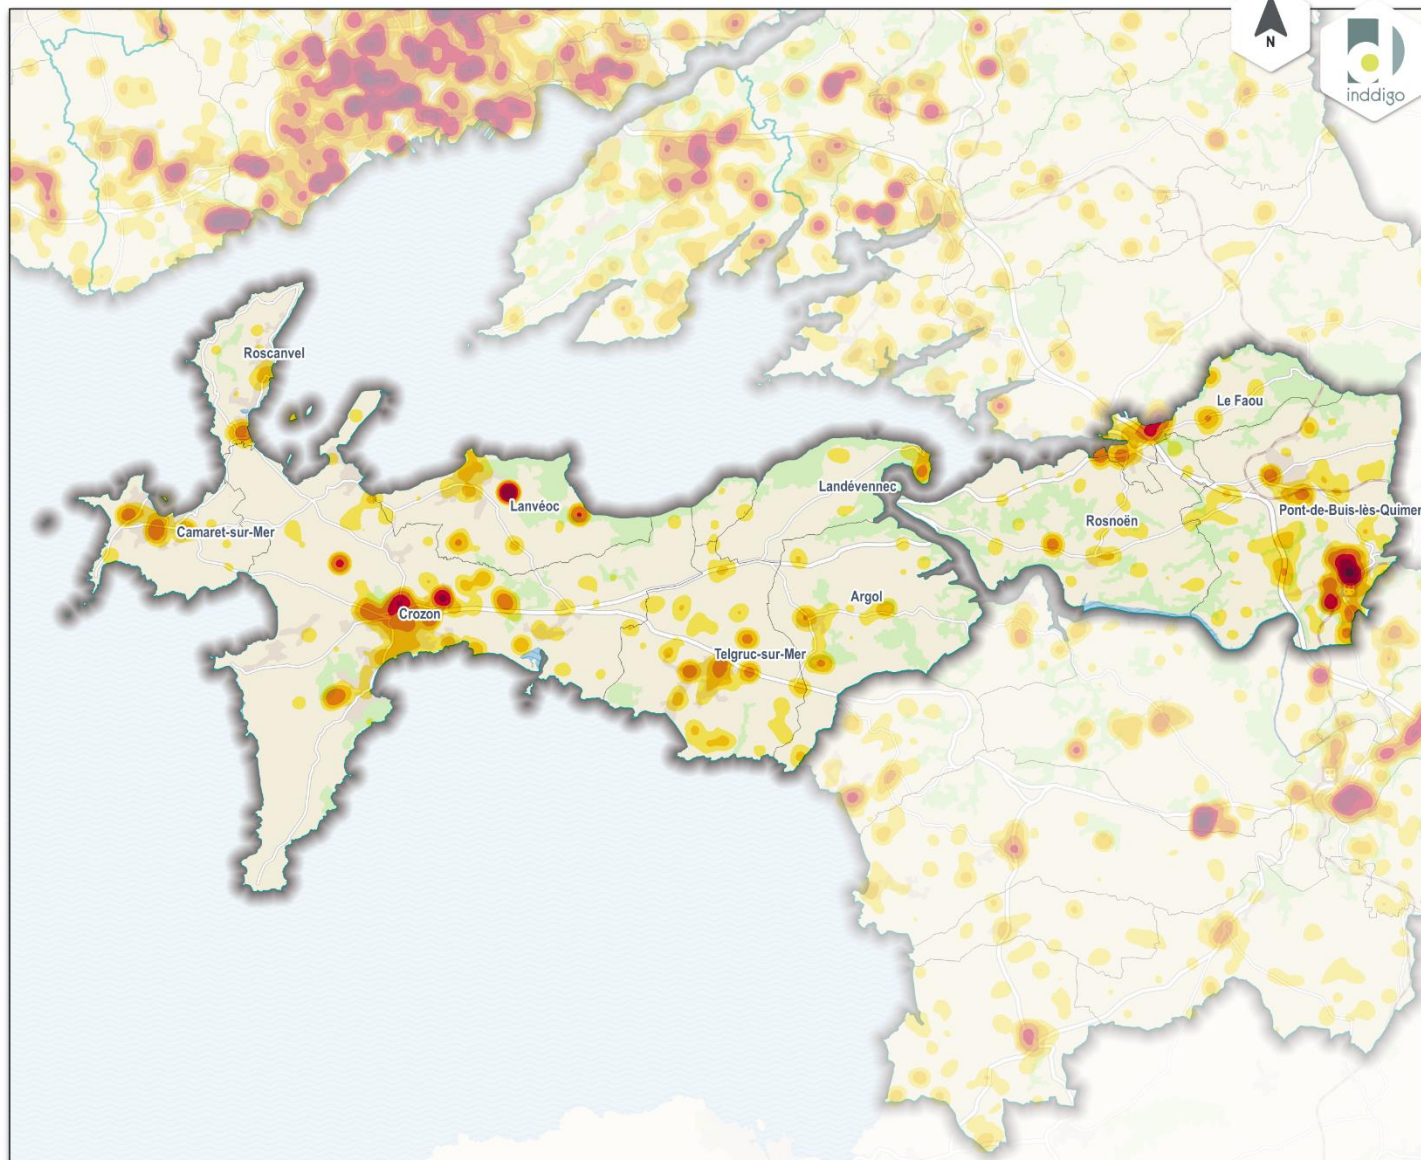 N
inddigo
Roscanvel
Le Faou
Lanvéoc
Landévennec
Pont-de-Buis-lès-Quimer
Rosnoën
Camaret-sur-Mer
Argol
Crozon
Telgruc-sur-Mer